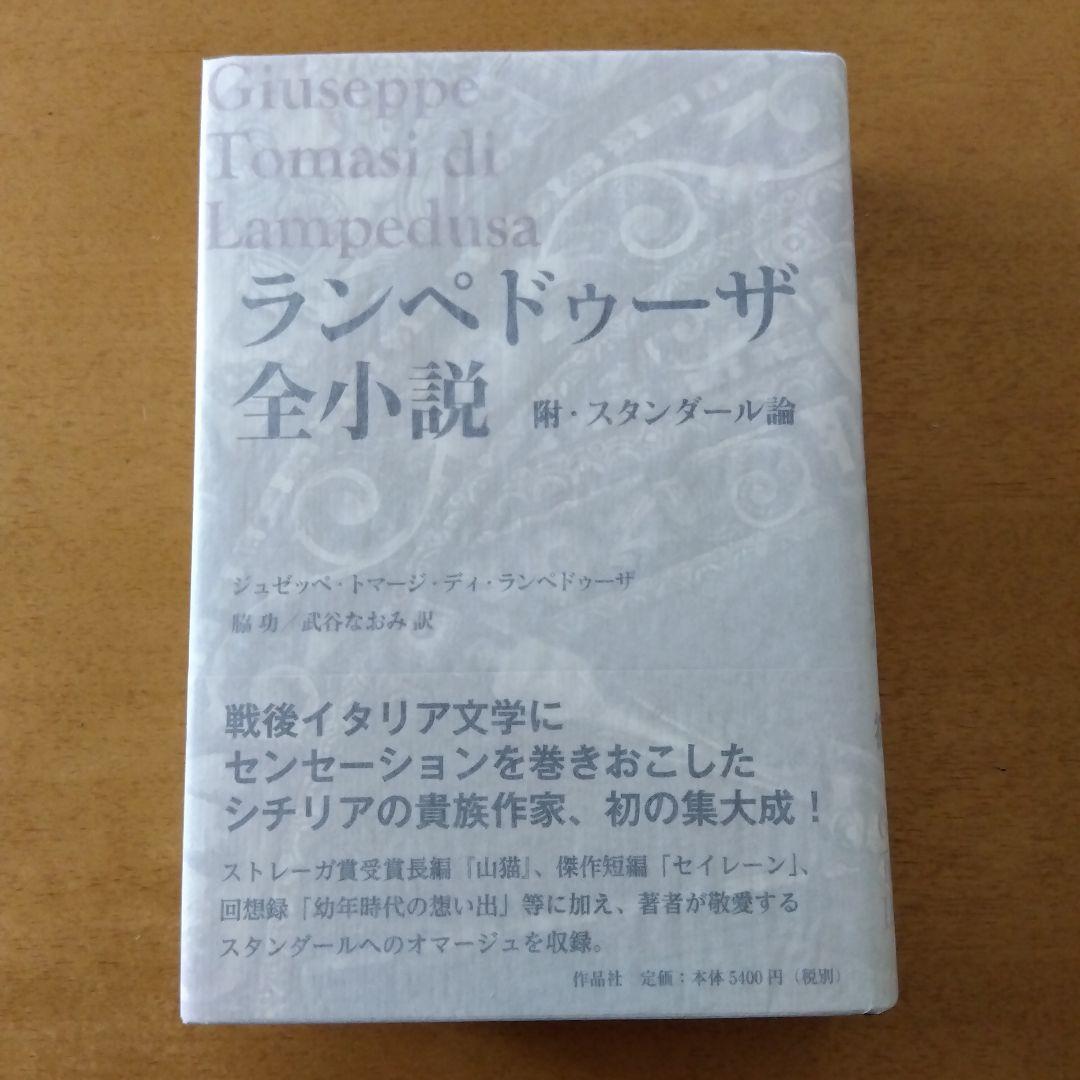 Giuseppe
Tomasi di
Lampedusa
ランペドゥーザ
全小説 附・スタンダール論
ジュゼッペ・トマージ・ディ・ランペドゥーザ
脇 功／武谷なおみ 訳
戦後イタリア文学に
センセーションを巻きおこした
シチリアの貴族作家、初の集大成！
ストレーガ賞受賞長編『山猫』、傑作短編「セイレーン」、
回想録「幼年時代の想い出」等に加え、著者が敬愛する
スタンダールへのオマージュを収録。
作品社 定価：本体5400円（税別）